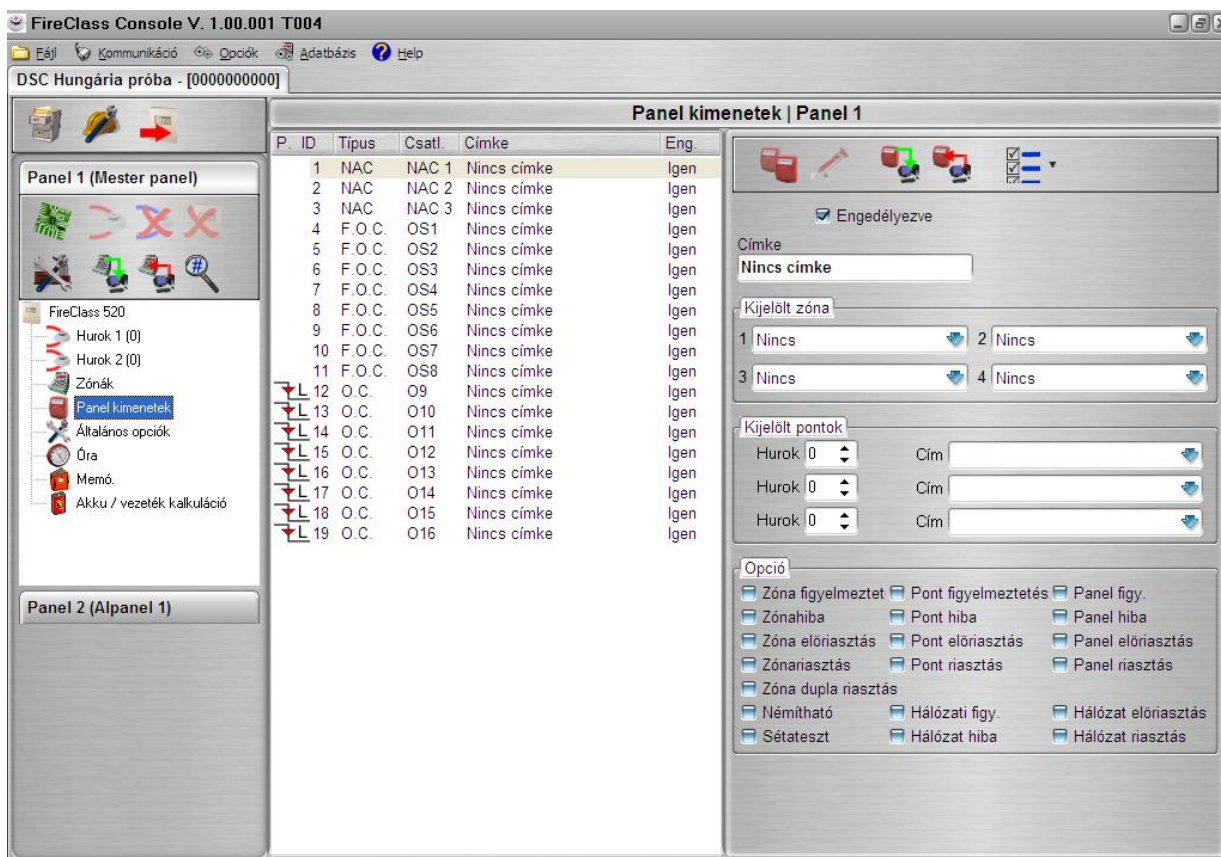 FireClass Console V. 1.00.001 T004
Fájl Kommunikáció Opciók Adatbázis Help
DSC Hungária próba - [0000000000]
Panel 1 (Mester panel)
FireClass 520
Hurok 1 (0)
Hurok 2 (0)
Zónák
Panel kimenetek
Általános opciók
Óra
Memó.
Akku / vezeték kalkuláció
Panel 2 (Alpanel 1)
Panel kimenetek | Panel 1
P. ID Típus Csatl. Címke Eng.
1 NAC NAC 1 Nincs címke Igen
2 NAC NAC 2 Nincs címke Igen
3 NAC NAC 3 Nincs címke Igen
4 F.O.C. OS1 Nincs címke Igen
5 F.O.C. OS2 Nincs címke Igen
6 F.O.C. OS3 Nincs címke Igen
7 F.O.C. OS4 Nincs címke Igen
8 F.O.C. OS5 Nincs címke Igen
9 F.O.C. OS6 Nincs címke Igen
10 F.O.C. OS7 Nincs címke Igen
11 F.O.C. OS8 Nincs címke Igen
L 12 O.C. O9 Nincs címke Igen
L 13 O.C. O10 Nincs címke Igen
L 14 O.C. O11 Nincs címke Igen
L 15 O.C. O12 Nincs címke Igen
L 16 O.C. O13 Nincs címke Igen
L 17 O.C. O14 Nincs címke Igen
L 18 O.C. O15 Nincs címke Igen
L 19 O.C. O16 Nincs címke Igen
Engedélyezve
Címke
Nincs címke
Kijelölt zóna
1 Nincs 2 Nincs
3 Nincs 4 Nincs
Kijelölt pontok
Hurok 0 Cím
Hurok 0 Cím
Hurok 0 Cím
Opció
Zóna figyelmeztet Pont figyelmeztetés Panel figy.
Zónahiba Pont hiba Panel hiba
Zóna elöriasztás Pont elöriasztás Panel elöriasztás
Zónariasztás Pont riasztás Panel riasztás
Zóna dupla riasztás
Némítható Hálózati figy. Hálózat elöriasztás
Sétateszt Hálózat hiba Hálózat riasztás